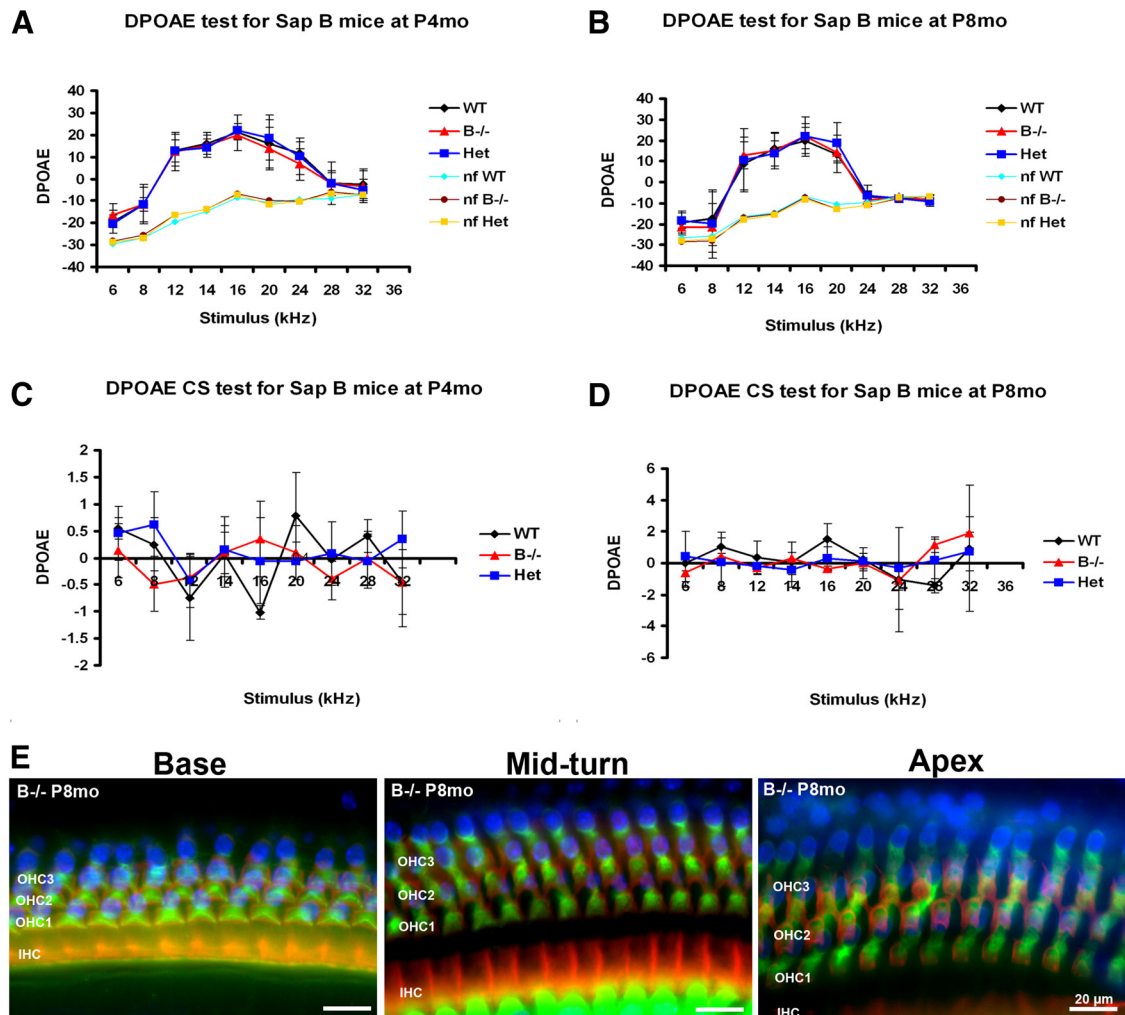 A
DPOAE test for Sap B mice at P4mo
DPOAE
40
30
20
10
0
-10
-20
-30
-40
6 8 12 14 16 20 24 28 32 36
Stimulus (kHz)
WT
B-/-
Het
nf WT
nf B-/-
nf Het
B
DPOAE test for Sap B mice at P8mo
DPOAE
40
30
20
10
0
-10
-20
-30
-40
6 8 12 14 16 20 24 28 32 36
Stimulus (kHz)
WT
B-/-
Het
nf WT
nf B-/-
nf Het
C
DPOAE CS test for Sap B mice at P4mo
DPOAE
2
1.5
1
0.5
0
-0.5
-1
-1.5
-2
6 8 12 14 16 20 24 28 32
Stimulus (kHz)
WT
B-/-
Het
D
DPOAE CS test for Sap B mice at P8mo
DPOAE
6
4
2
0
-2
-4
-6
6 8 12 14 16 20 24 28 32 36
Stimulus (kHz)
WT
B-/-
Het
E
Base
B-/- P8mo
OHC3
OHC2
OHC1
IHC
Mid-turn
B-/- P8mo
OHC3
OHC2
OHC1
IHC
Apex
B-/- P8mo
OHC3
OHC2
OHC1
IHC
20 µm